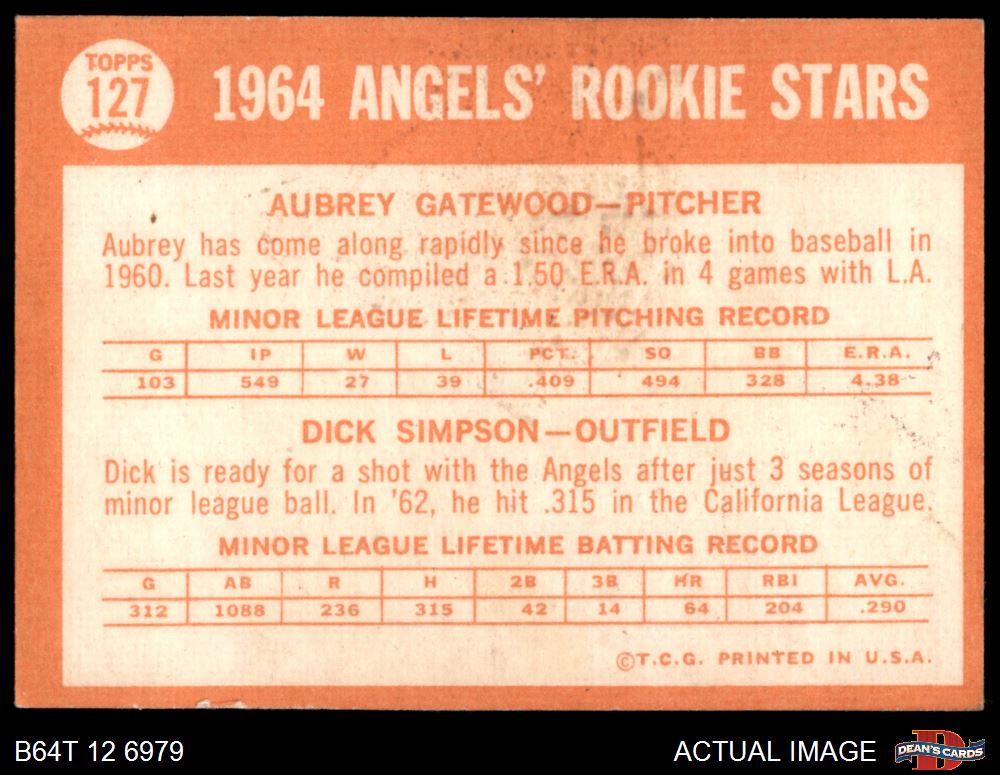 TOPPS
127
1964 ANGELS' ROOKIE STARS
AUBREY GATEWOOD—PITCHER
Aubrey has come along rapidly since he broke into baseball in
1960. Last year he compiled a 1.50 E.R.A. in 4 games with L.A.
MINOR LEAGUE LIFETIME PITCHING RECORD
G IP W L PCT. SO BB E.R.A.
103 549 27 39 .409 494 328 4.38
DICK SIMPSON—OUTFIELD
Dick is ready for a shot with the Angels after just 3 seasons of
minor league ball. In '62, he hit .315 in the California League.
MINOR LEAGUE LIFETIME BATTING RECORD
G AB R H 2B 3B HR RBI AVG.
312 1088 236 315 42 14 64 204 .290
©T.C.G. PRINTED IN U.S.A.
B64T 12 6979
ACTUAL IMAGE
DEAN'S CARDS